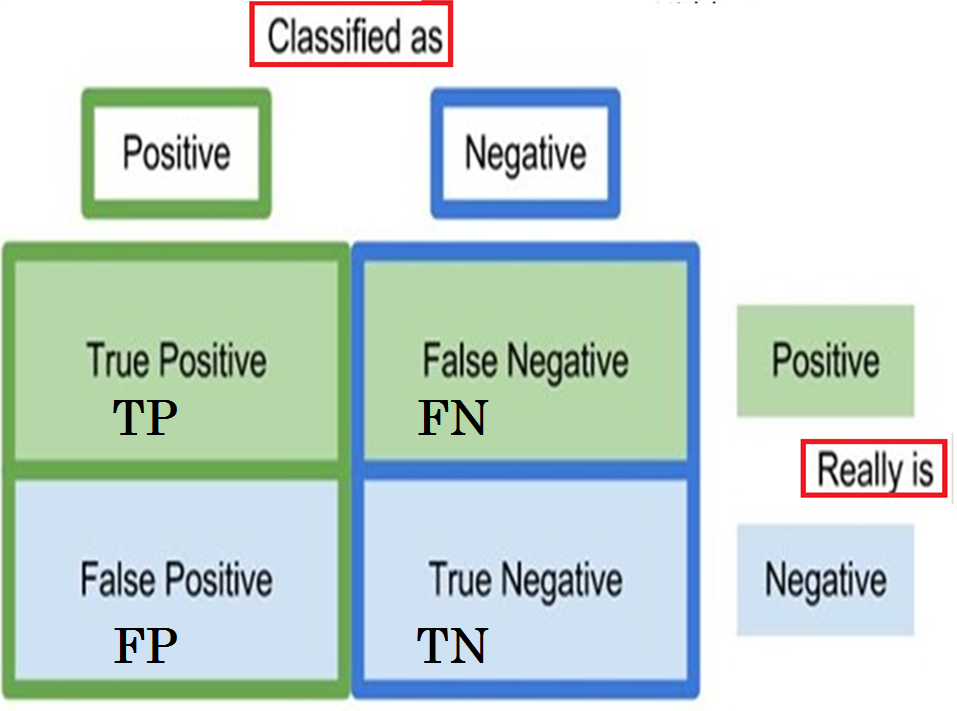 Classified as
Positive
Negative
True Positive
TP
False Negative
FN
Positive
Really is
False Positive
FP
True Negative
TN
Negative